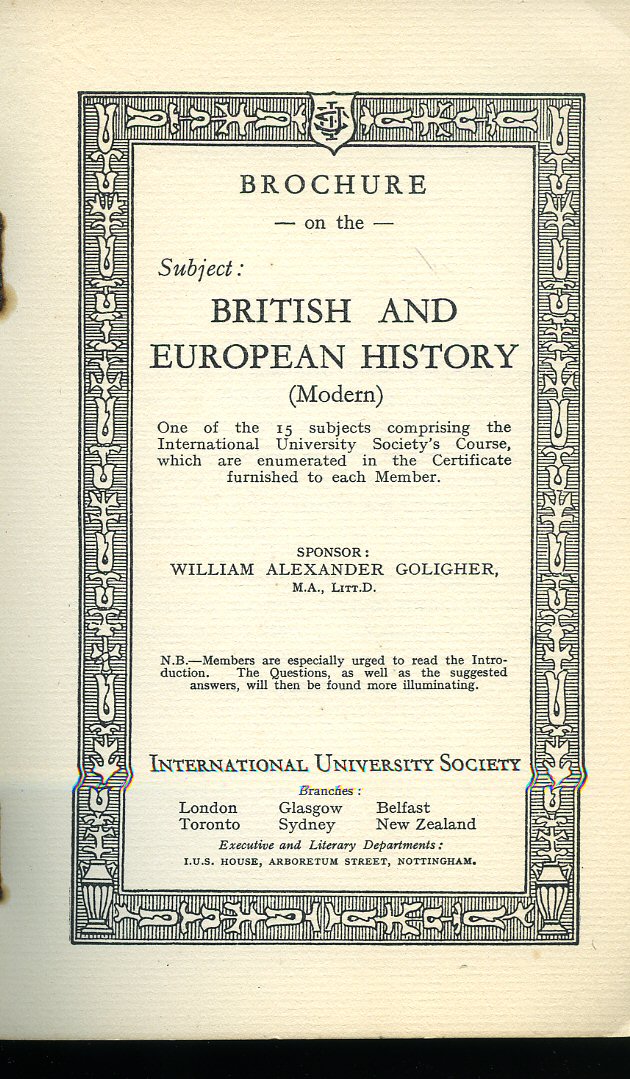 BROCHURE
— on the —
Subject:
BRITISH AND
EUROPEAN HISTORY
(Modern)
One of the 15 subjects comprising the
International University Society's Course,
which are enumerated in the Certificate
furnished to each Member.
SPONSOR:
WILLIAM ALEXANDER GOLIGHER,
M.A., LITT.D.
N.B.—Members are especially urged to read the Intro-
duction. The Questions, as well as the suggested
answers, will then be found more illuminating.
INTERNATIONAL UNIVERSITY SOCIETY
Branches:
London Glasgow Belfast
Toronto Sydney New Zealand
Executive and Literary Departments:
I.U.S. HOUSE, ARBORETUM STREET, NOTTINGHAM.